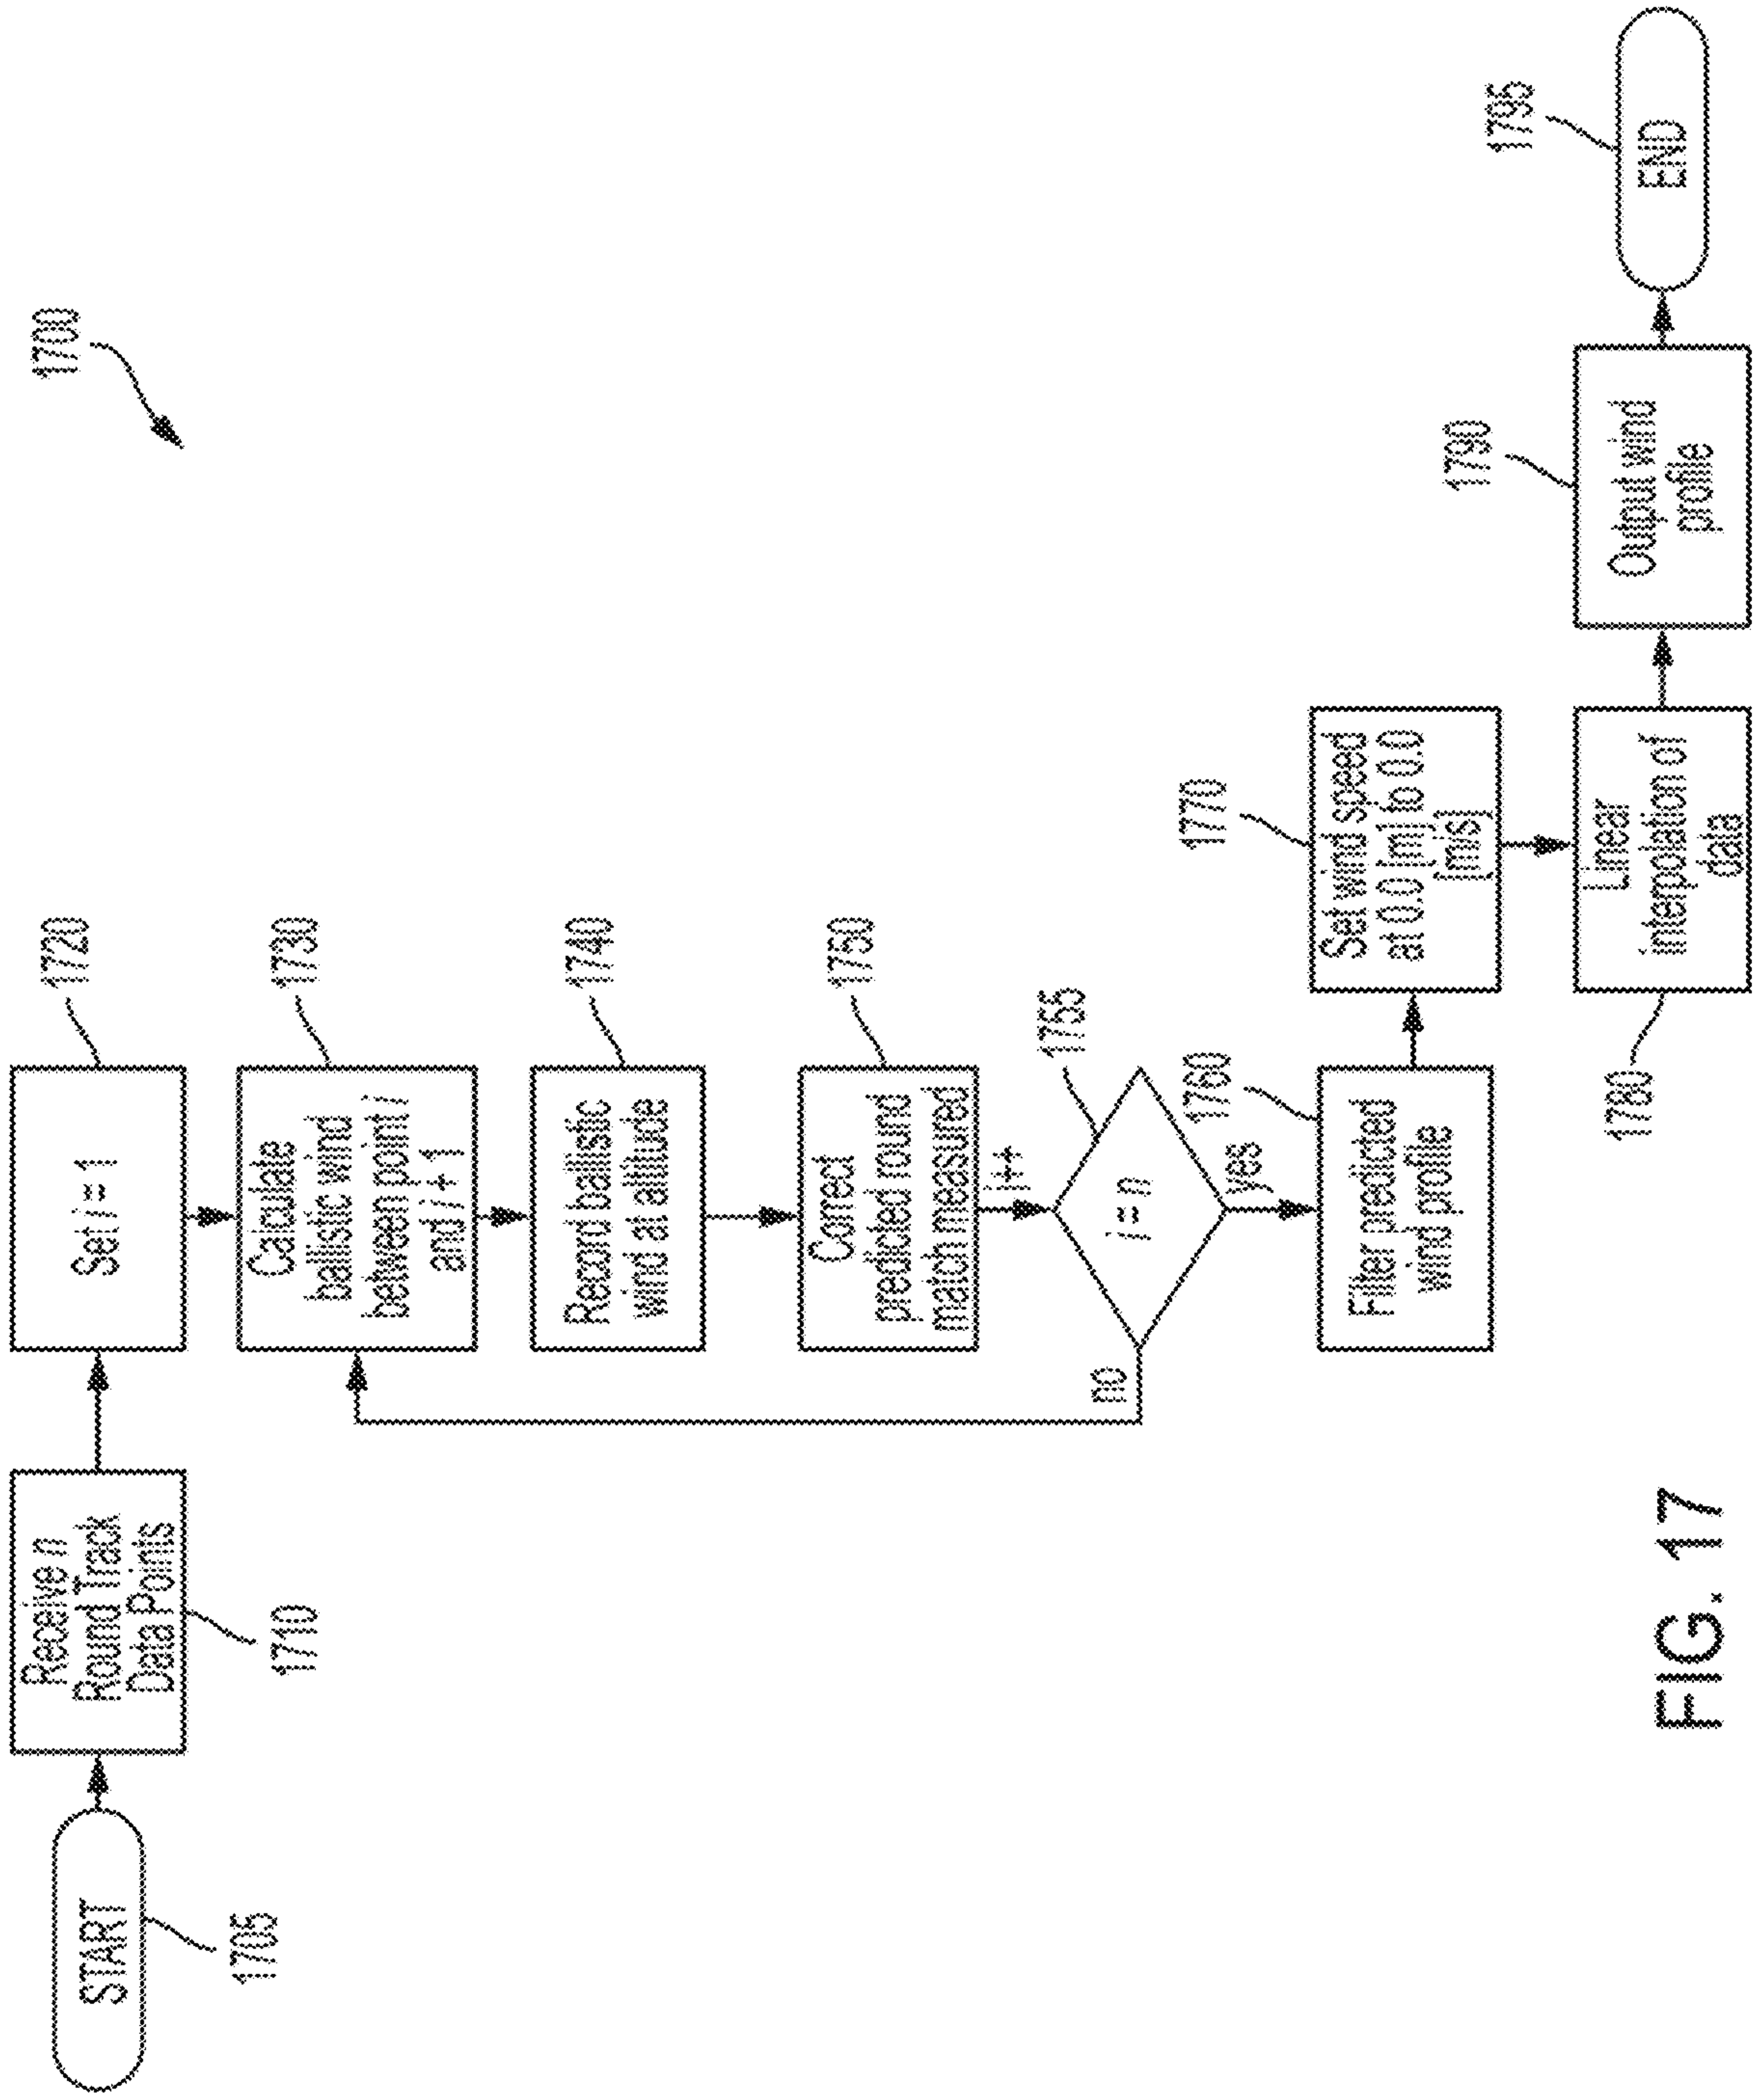 1700
START
1705
Receive n
Round Track
Data Points
1710
Set i = 1
1720
Calculate
ballistic wind
between point i
and i + 1
1730
Record ballistic
wind at altitude
1740
Correct
predicted round
match measured
1750
i++
i = n
1755
no
yes
Filter predicted
wind profile
1760
Set wind speed
at 0.0 [m] to 0.0
[m/s]
1770
Linear
interpolation of
data
1780
Output wind
profile
1790
END
1795
FIG. 17